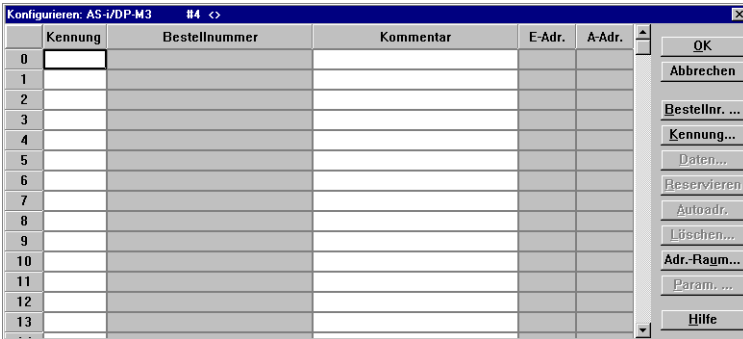 Konfigurieren: AS-i/DP-M3 #4 <>
Kennung Bestellnummer Kommentar E-Adr. A-Adr.
0
1
2
3
4
5
6
7
8
9
10
11
12
13
OK
Abbrechen
Bestellnr. ...
Kennung...
Daten...
Reservieren
Autoadr.
Löschen...
Adr.-Raum...
Param. ...
Hilfe